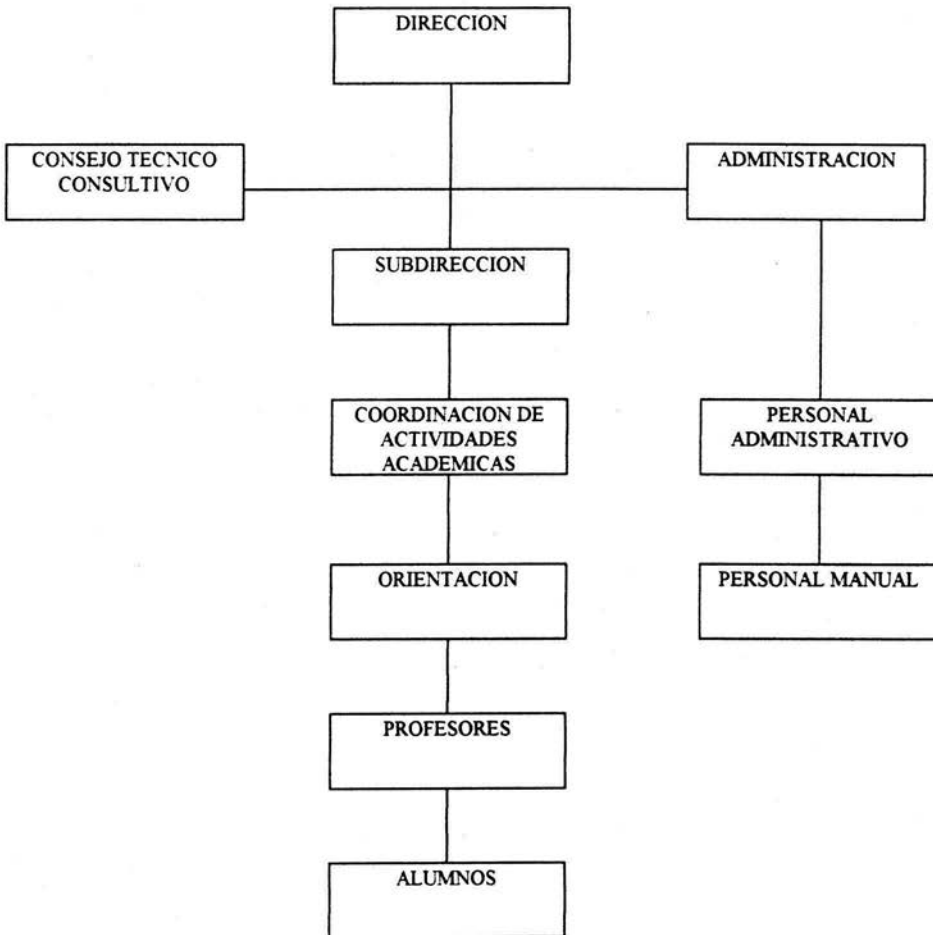 DIRECCION
CONSEJO TECNICO
CONSULTIVO
ADMINISTRACION
SUBDIRECCION
COORDINACION DE
ACTIVIDADES
ACADEMICAS
PERSONAL
ADMINISTRATIVO
ORIENTACION
PERSONAL MANUAL
PROFESORES
ALUMNOS